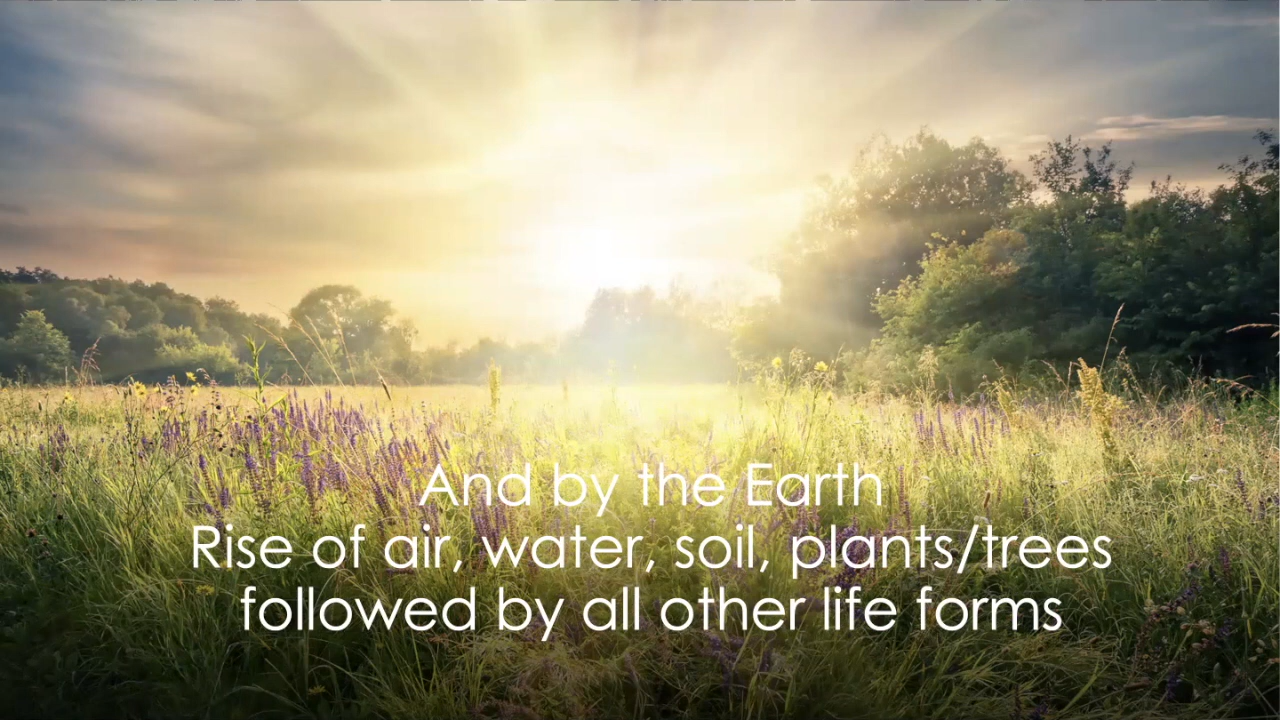 And by the Earth
Rise of air, water, soil, plants/trees
followed by all other life forms